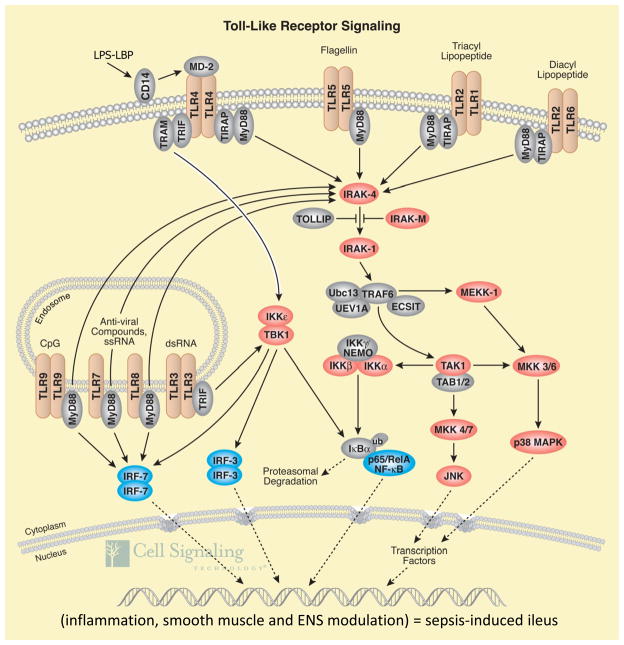 Toll-Like Receptor Signaling
LPS-LBP
CD14
MD-2
TLR4
TLR4
TRAM
TRIF
TIRAP
MyD88
Flagellin
TLR5
TLR5
MyD88
Triacyl
Lipopeptide
TLR2
TLR1
MyD88
TIRAP
Diacyl
Lipopeptide
TLR2
TLR6
MyD88
TIRAP
IRAK-4
TOLLIP
IRAK-M
IRAK-1
Ubc13
TRAF6
UEV1A
ECSIT
MEKK-1
Endosome
CpG
TLR9
TLR9
MyD88
Anti-viral
Compounds,
ssRNA
TLR7
MyD88
TLR8
MyD88
dsRNA
TLR3
TLR3
TRIF
IKKε
TBK1
IKKγ
NEMO
IKKβ
IKKα
TAK1
TAB1/2
MKK 3/6
MKK 4/7
p38 MAPK
JNK
IκBα
ub
p65/RelA
NF-κB
Proteasomal
Degradation
IRF-7
IRF-7
IRF-3
IRF-3
Cytoplasm
Nucleus
Cell Signaling
TECHNOLOGY®
Transcription
Factors
(inflammation, smooth muscle and ENS modulation) = sepsis-induced ileus